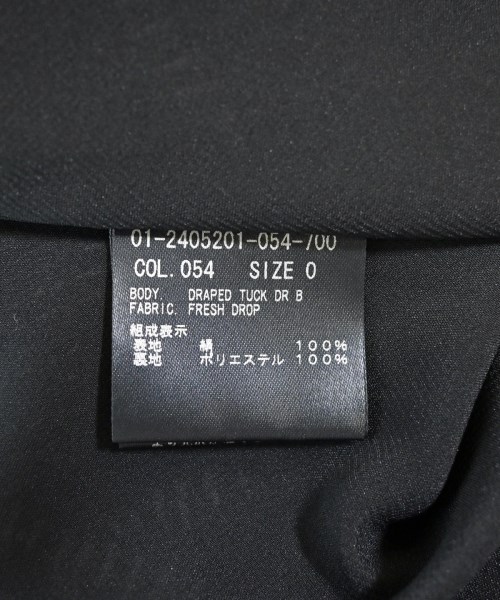 01-2405201-054-700
COL.054 SIZE 0
BODY. DRAPED TUCK DR B
FABRIC. FRESH DROP
組成表示
表地 絹 100%
裏地 ポリエステル 100%